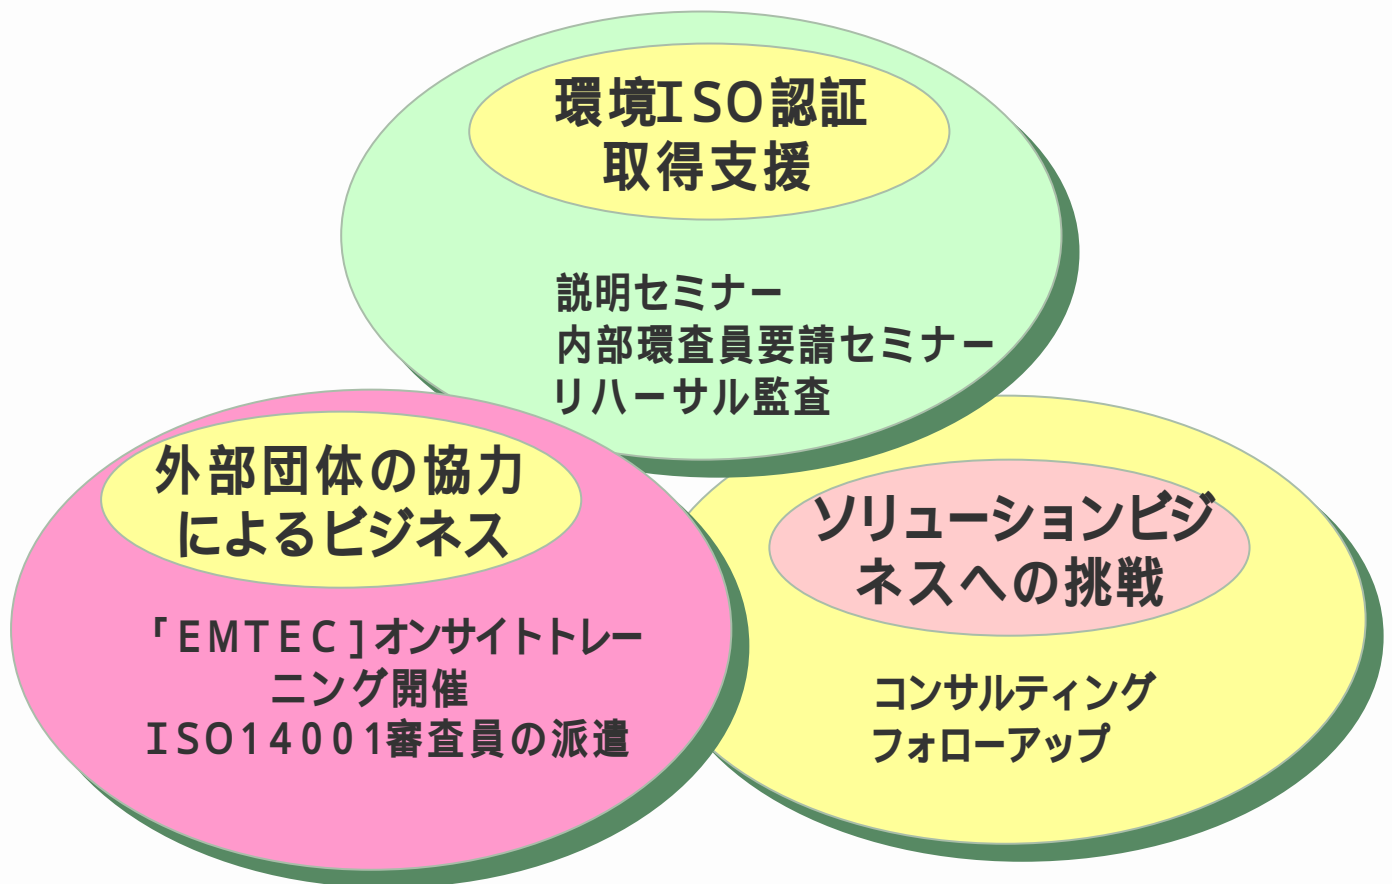 環境ISO認証
取得支援
説明セミナー
内部環査員要請セミナー
リハーサル監査
外部団体の協力
によるビジネス
「EMTEC]オンサイトトレー
ニング開催
ISO14001審査員の派遣
ソリューションビジ
ネスへの挑戦
コンサルティング
フォローアップ